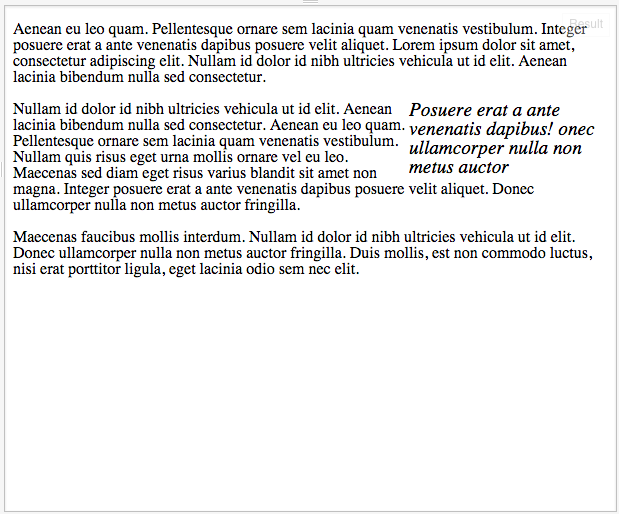 Result
Aenean eu leo quam. Pellentesque ornare sem lacinia quam venenatis vestibulum. Integer
posuere erat a ante venenatis dapibus posuere velit aliquet. Lorem ipsum dolor sit amet,
consectetur adipiscing elit. Nullam id dolor id nibh ultricies vehicula ut id elit. Aenean
lacinia bibendum nulla sed consectetur.
Nullam id dolor id nibh ultricies vehicula ut id elit. Aenean
lacinia bibendum nulla sed consectetur. Aenean eu leo quam.
Pellentesque ornare sem lacinia quam venenatis vestibulum.
Nullam quis risus eget urna mollis ornare vel eu leo.
Maecenas sed diam eget risus varius blandit sit amet non
magna. Integer posuere erat a ante venenatis dapibus posuere velit aliquet. Donec
ullamcorper nulla non metus auctor fringilla.
Posuere erat a ante
venenatis dapibus! onec
ullamcorper nulla non
metus auctor
Maecenas faucibus mollis interdum. Nullam id dolor id nibh ultricies vehicula ut id elit.
Donec ullamcorper nulla non metus auctor fringilla. Duis mollis, est non commodo luctus,
nisi erat porttitor ligula, eget lacinia odio sem nec elit.